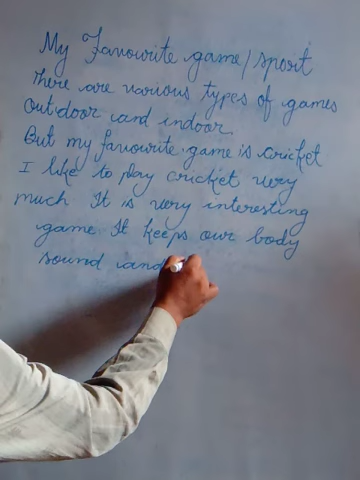 My Favourite game/sport
There are various types of games
outdoor and indoor.
But my favourite game is cricket
I like to play cricket very
much. It is very interesting
game. It keeps our body
sound and